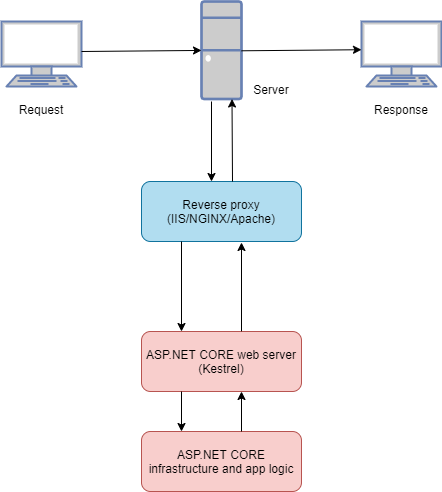 Server
Request
Response
Reverse proxy
(IIS/NGINX/Apache)
ASP.NET CORE web server
(Kestrel)
ASP.NET CORE
infrastructure and app logic